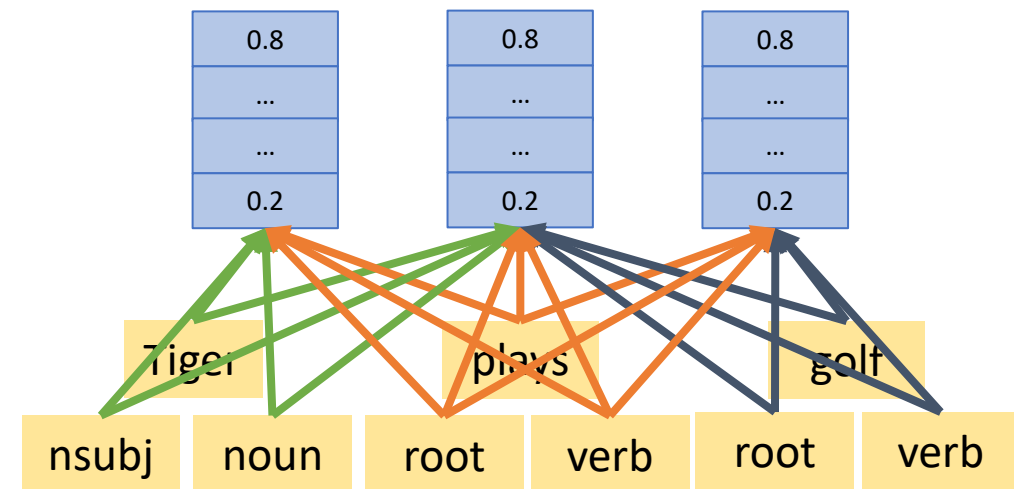 0.8 0.8 0.8
... ... ...
... ... ...
0.2 0.2 0.2
Tiger plays golf
nsubj noun root verb root verb